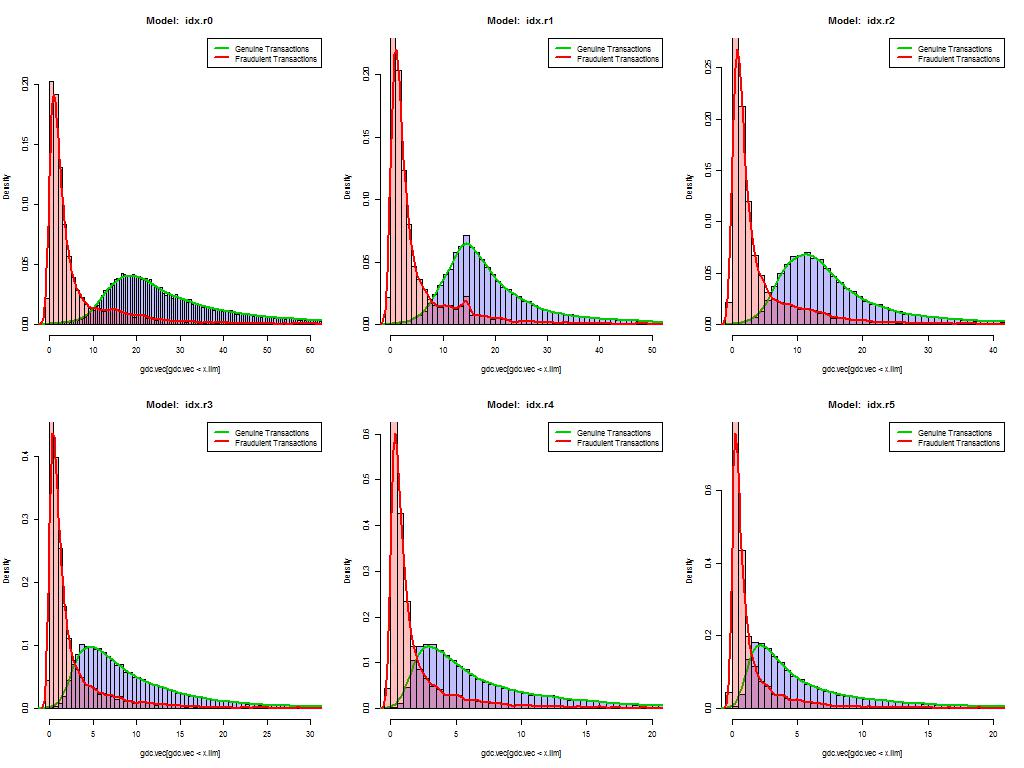 Model: idx.r0
Genuine Transactions
Fraudulent Transactions
Density
0.00 0.05 0.10 0.15 0.20
0 10 20 30 40 50 60
gdc.vec[gdc.vec < x.lim]
Model: idx.r1
Genuine Transactions
Fraudulent Transactions
Density
0.00 0.05 0.10 0.15 0.20
0 10 20 30 40 50
gdc.vec[gdc.vec < x.lim]
Model: idx.r2
Genuine Transactions
Fraudulent Transactions
Density
0.00 0.05 0.10 0.15 0.20 0.25
0 10 20 30 40
gdc.vec[gdc.vec < x.lim]
Model: idx.r3
Genuine Transactions
Fraudulent Transactions
Density
0.0 0.1 0.2 0.3 0.4
0 5 10 15 20 25 30
gdc.vec[gdc.vec < x.lim]
Model: idx.r4
Genuine Transactions
Fraudulent Transactions
Density
0.0 0.1 0.2 0.3 0.4 0.5 0.6
0 5 10 15 20
gdc.vec[gdc.vec < x.lim]
Model: idx.r5
Genuine Transactions
Fraudulent Transactions
Density
0.0 0.2 0.4 0.6
0 5 10 15 20
gdc.vec[gdc.vec < x.lim]